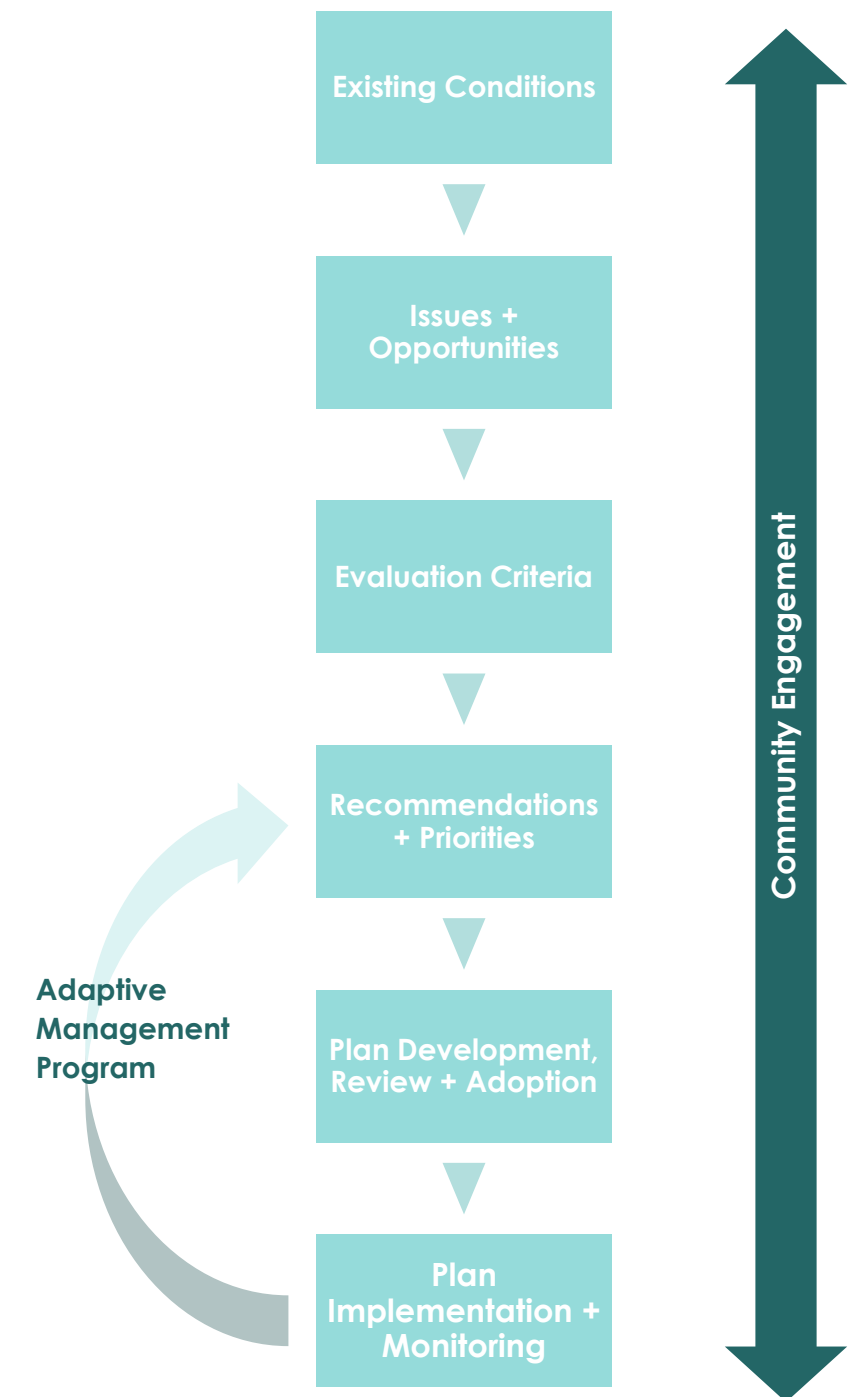 Existing Conditions
Issues +
Opportunities
Evaluation Criteria
Recommendations
+ Priorities
Plan Development,
Review + Adoption
Plan
Implementation +
Monitoring
Adaptive
Management
Program
Community Engagement